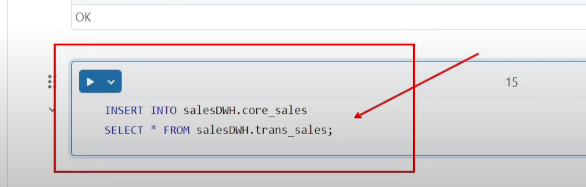 OK
15
INSERT INTO salesDWH.core_sales
SELECT * FROM salesDWH.trans_sales;